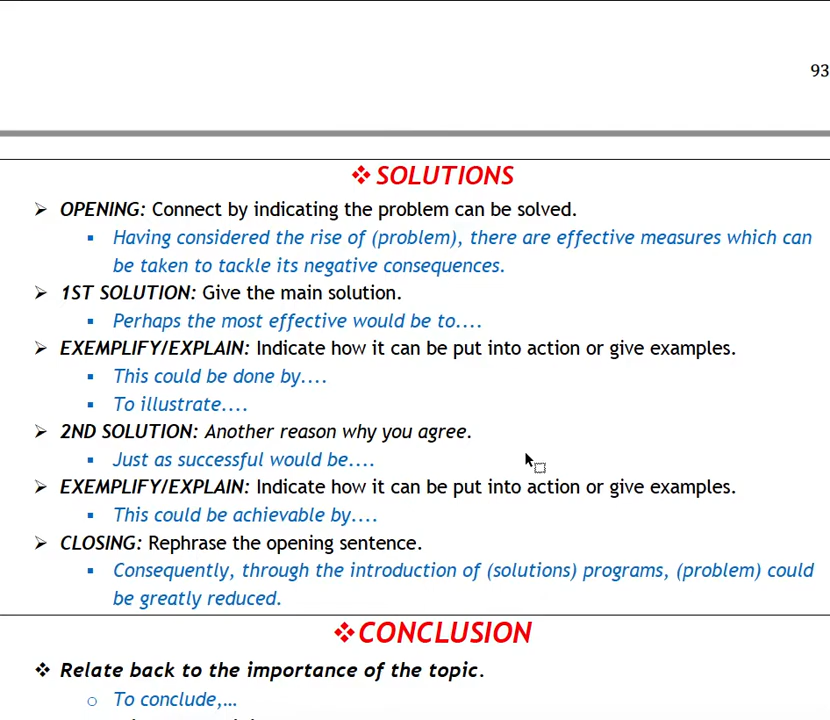 93
❖ SOLUTIONS
➢ OPENING: Connect by indicating the problem can be solved.
▪ Having considered the rise of (problem), there are effective measures which can
be taken to tackle its negative consequences.
➢ 1ST SOLUTION: Give the main solution.
▪ Perhaps the most effective would be to....
➢ EXEMPLIFY/EXPLAIN: Indicate how it can be put into action or give examples.
▪ This could be done by....
▪ To illustrate....
➢ 2ND SOLUTION: Another reason why you agree.
▪ Just as successful would be....
➢ EXEMPLIFY/EXPLAIN: Indicate how it can be put into action or give examples.
▪ This could be achievable by....
➢ CLOSING: Rephrase the opening sentence.
▪ Consequently, through the introduction of (solutions) programs, (problem) could
be greatly reduced.
❖CONCLUSION
❖ Relate back to the importance of the topic.
o To conclude,…